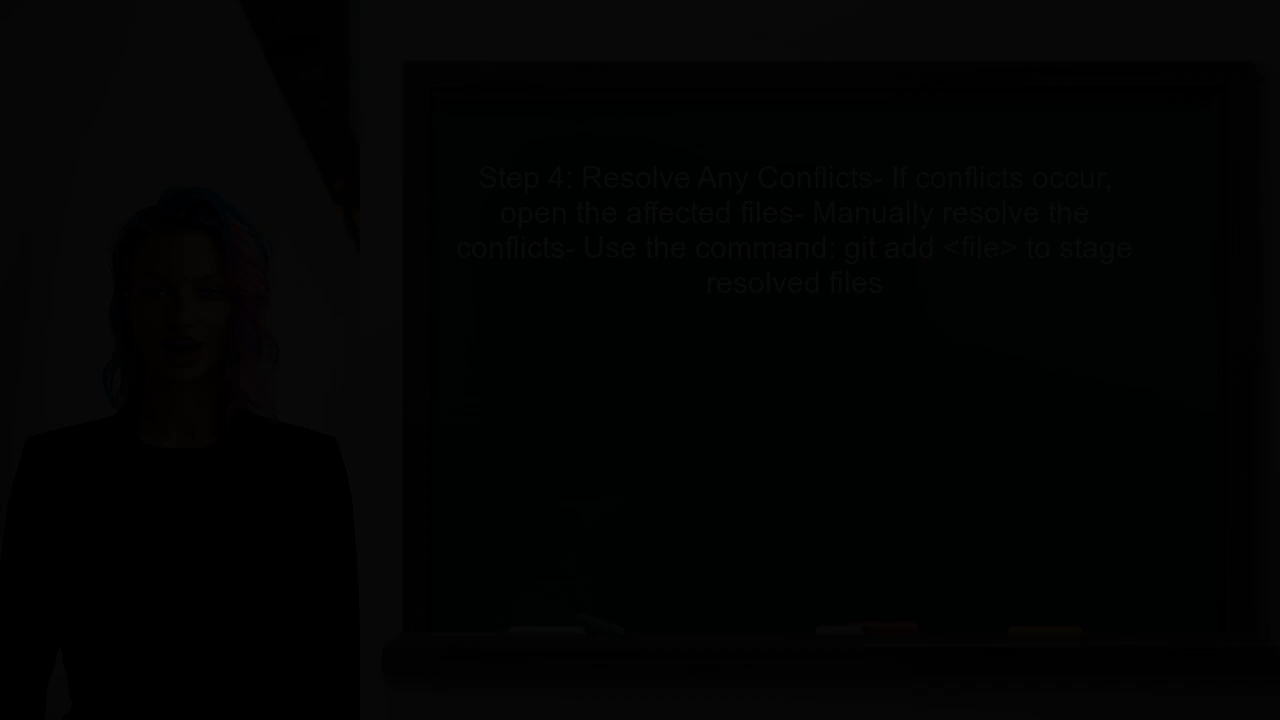 Step 4: Resolve Any Conflicts- If conflicts occur,
open the affected files- Manually resolve the
conflicts- Use the command: git add <file> to stage
resolved files